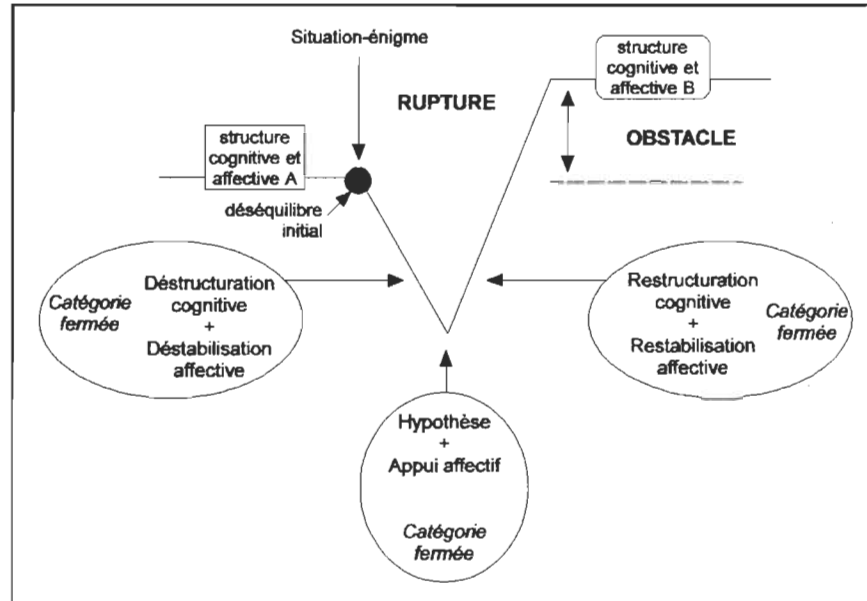 Situation-énigme
RUPTURE
structure
cognitive et
affective B
OBSTACLE
structure
cognitive et
affective A
déséquilibre
initial
Catégorie
fermée
Déstructuration
cognitive
+
Déstabilisation
affective
Restructuration
cognitive
+
Restabilisation
affective
Catégorie
fermée
Hypothèse
+
Appui affectif
Catégorie
fermée